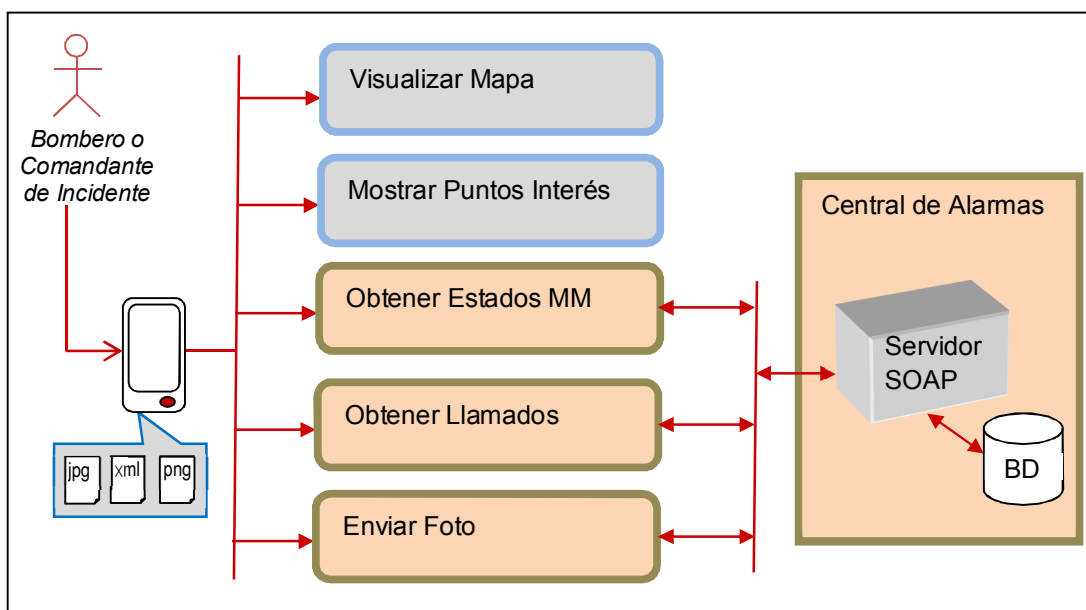 Visualizar Mapa
Bombero o
Comandante
de Incidente
Mostrar Puntos Interés
Central de Alarmas
Obtener Estados MM
Servidor
SOAP
Obtener Llamados
jpg
xml
png
BD
Enviar Foto